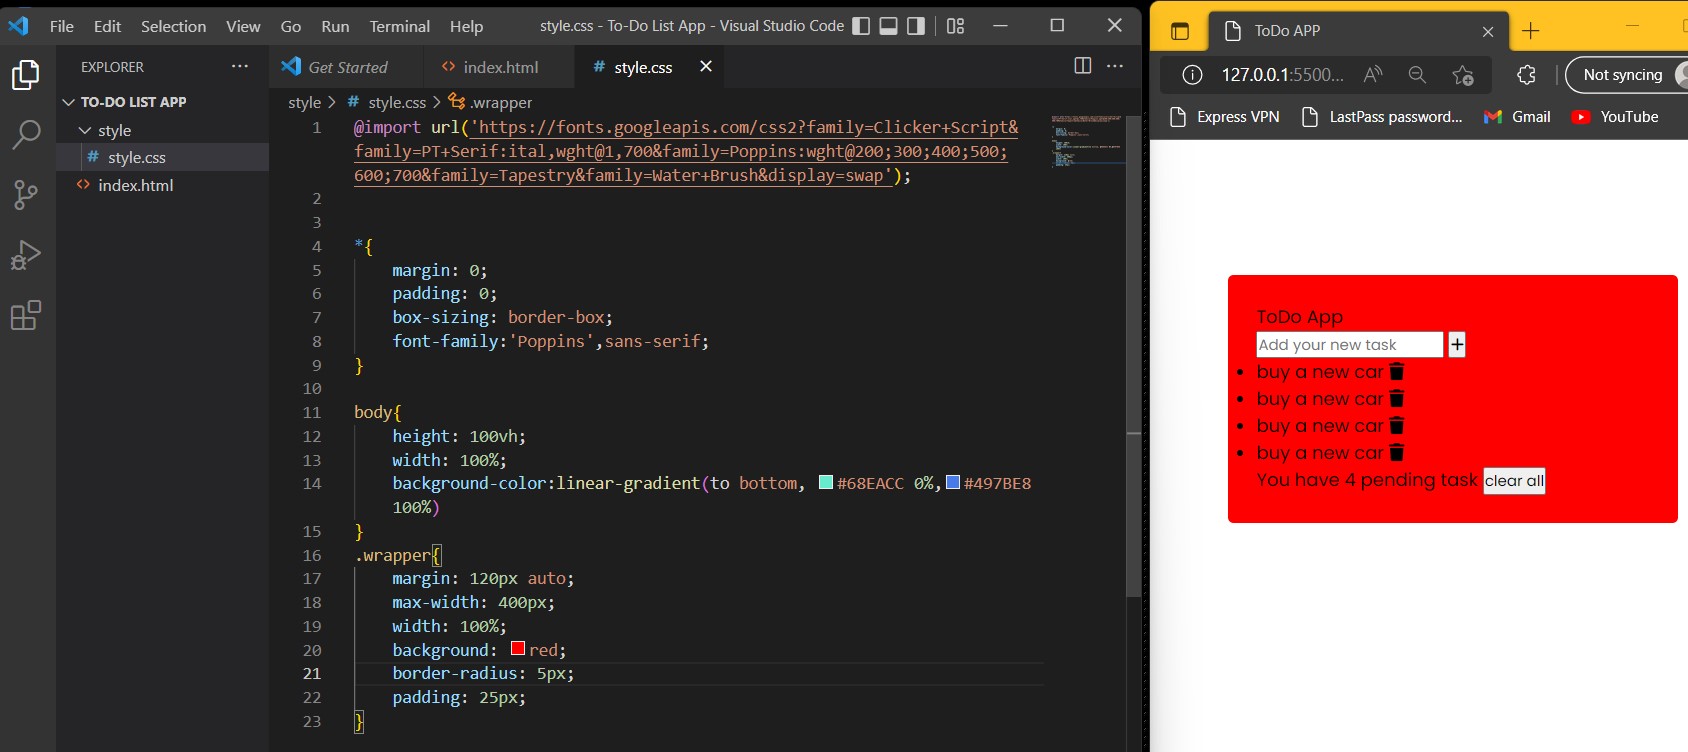 File Edit Selection View Go Run Terminal Help style.css - To-Do List App - Visual Studio Code
EXPLORER
TO-DO LIST APP
style
# style.css
index.html
Get Started index.html # style.css
style > # style.css > .wrapper
1 @import url('https://fonts.googleapis.com/css2?family=Clicker+Script&
family=PT+Serif:ital,wght@1,700&family=Poppins:wght@200;300;400;500;
600;700&family=Tapestry&family=Water+Brush&display=swap');
2
3
4 *{
5 margin: 0;
6 padding: 0;
7 box-sizing: border-box;
8 font-family:'Poppins',sans-serif;
9 }
10
11 body{
12 height: 100vh;
13 width: 100%;
14 background-color:linear-gradient(to bottom, #68EACC 0%,#497BE8
100%)
15 }
16 .wrapper{
17 margin: 120px auto;
18 max-width: 400px;
19 width: 100%;
20 background: red;
21 border-radius: 5px;
22 padding: 25px;
23 }
ToDo APP
127.0.0.1:5500... Not syncing
Express VPN LastPass password... Gmail YouTube
ToDo App
Add your new task +
buy a new car
buy a new car
buy a new car
buy a new car
You have 4 pending task clear all